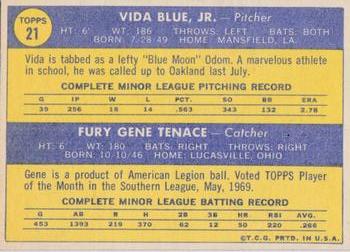 TOPPS
21
VIDA BLUE, JR. — Pitcher
HT: 6' WT: 186 THROWS: LEFT BATS: BOTH
BORN: 7/28/49 HOME: MANSFIELD, LA.
Vida is tabbed as a lefty "Blue Moon" Odom. A marvelous athlete
in school, he was called up to Oakland last July.
COMPLETE MINOR LEAGUE PITCHING RECORD
G IP W L PCT. SO BB ERA
39 256 18 14 .563 343 132 2.78
FURY GENE TENACE — Catcher
HT: 6' WT: 180 BATS: RIGHT THROWS: RIGHT
BORN: 10/10/46 HOME: LUCASVILLE, OHIO
Gene is a product of American Legion ball. Voted TOPPS Player
of the Month in the Southern League, May, 1969.
COMPLETE MINOR LEAGUE BATTING RECORD
G AB R H 2B 3B HR RBI AVG.
453 1393 219 370 62 12 50 220 .266
©T.C.G. PRTD. IN U.S.A.